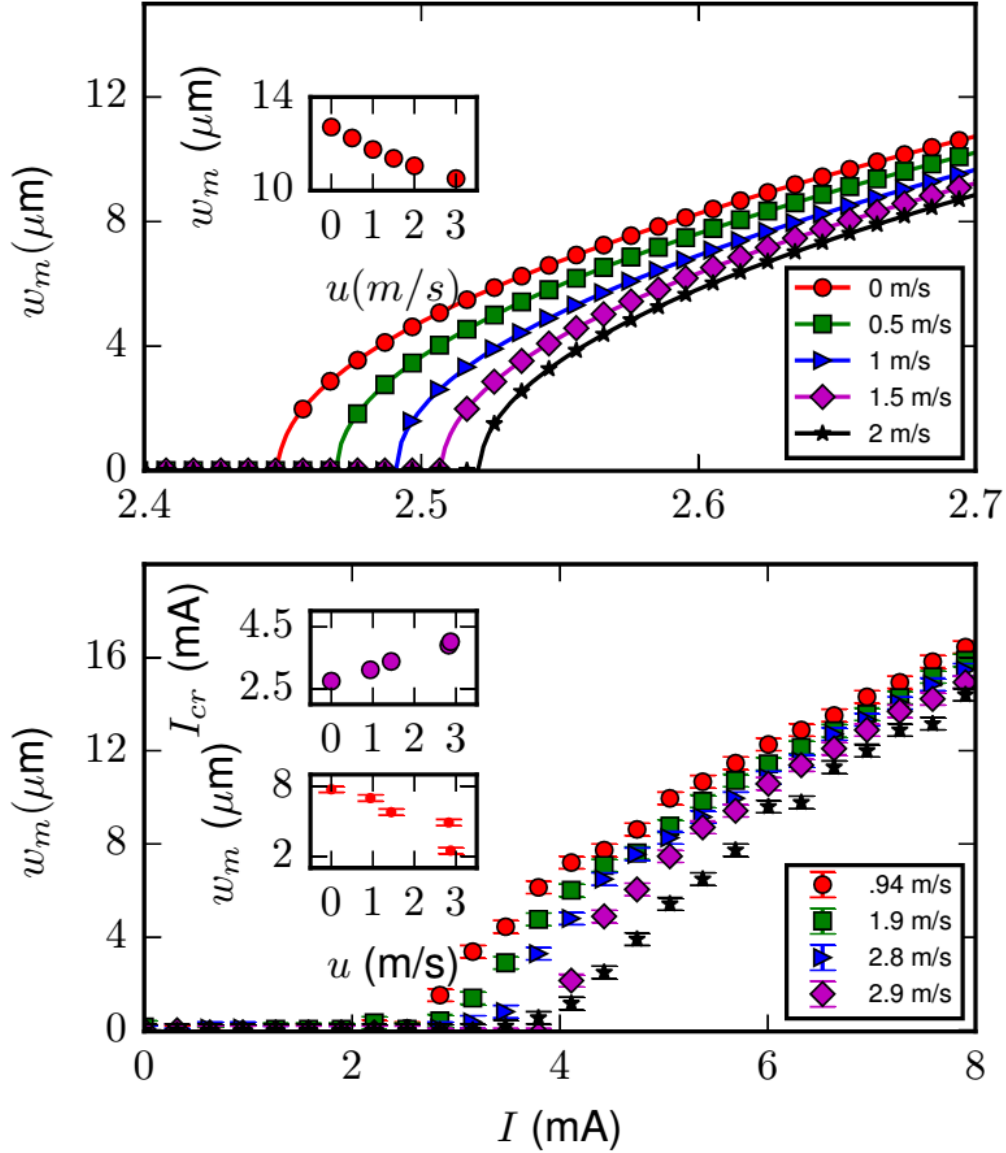 w_m (μm)
12
8
4
0
w_m (μm)
14
10
0 1 2 3
u(m/s)
0 m/s
0.5 m/s
1 m/s
1.5 m/s
2 m/s
2.4 2.5 2.6 2.7
w_m (μm)
16
12
8
4
0
I_cr (mA)
4.5
2.5
0 1 2 3
w_m (μm)
8
2
0 1 2 3
u (m/s)
.94 m/s
1.9 m/s
2.8 m/s
2.9 m/s
0 2 4 6 8
I (mA)